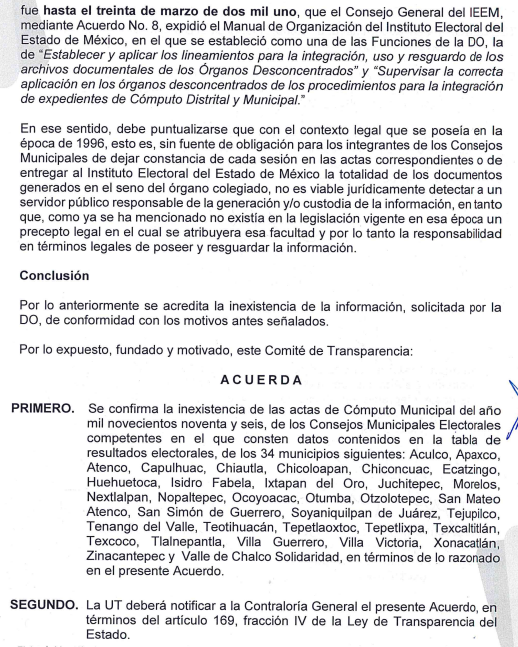 fue hasta el treinta de marzo de dos mil uno, que el Consejo General del IEEM,
mediante Acuerdo No. 8, expidió el Manual de Organización del Instituto Electoral del
Estado de México, en el que se estableció como una de las Funciones de la DO, la
de “Establecer y aplicar los lineamientos para la integración, uso y resguardo de los
archivos documentales de los Órganos Desconcentrados” y “Supervisar la correcta
aplicación en los órganos desconcentrados de los procedimientos para la integración
de expedientes de Cómputo Distrital y Municipal.”
En ese sentido, debe puntualizarse que con el contexto legal que se poseía en la
época de 1996, esto es, sin fuente de obligación para los integrantes de los Consejos
Municipales de dejar constancia de cada sesión en las actas correspondientes o de
entregar al Instituto Electoral del Estado de México la totalidad de los documentos
generados en el seno del órgano colegiado, no es viable jurídicamente detectar a un
servidor público responsable de la generación y/o custodia de la información, en tanto
que, como ya se ha mencionado no existía en la legislación vigente en esa época un
precepto legal en el cual se atribuyera esa facultad y por lo tanto la responsabilidad
en términos legales de poseer y resguardar la información.
Conclusión
Por lo anteriormente se acredita la inexistencia de la información, solicitada por la
DO, de conformidad con los motivos antes señalados.
Por lo expuesto, fundado y motivado, este Comité de Transparencia:
A C U E R D A
PRIMERO. Se confirma la inexistencia de las actas de Cómputo Municipal del año
mil novecientos noventa y seis, de los Consejos Municipales Electorales
competentes en el que consten datos contenidos en la tabla de
resultados electorales, de los 34 municipios siguientes: Aculco, Apaxco,
Atenco, Capulhuac, Chiautla, Chicoloapan, Chiconcuac, Ecatzingo,
Huehuetoca, Isidro Fabela, Ixtapan del Oro, Juchitepec, Morelos,
Nextlalpan, Nopaltepec, Ocoyoacac, Otumba, Otzolotepec, San Mateo
Atenco, San Simón de Guerrero, Soyaniquilpan de Juárez, Tejupilco,
Tenango del Valle, Teotihuacán, Tepetlaoxtoc, Tepetlixpa, Texcaltitlán,
Texcoco, Tlalnepantla, Villa Guerrero, Villa Victoria, Xonacatlán,
Zinacantepec y Valle de Chalco Solidaridad, en términos de lo razonado
en el presente Acuerdo.
SEGUNDO. La UT deberá notificar a la Contraloría General el presente Acuerdo, en
términos del artículo 169, fracción IV de la Ley de Transparencia del
Estado.